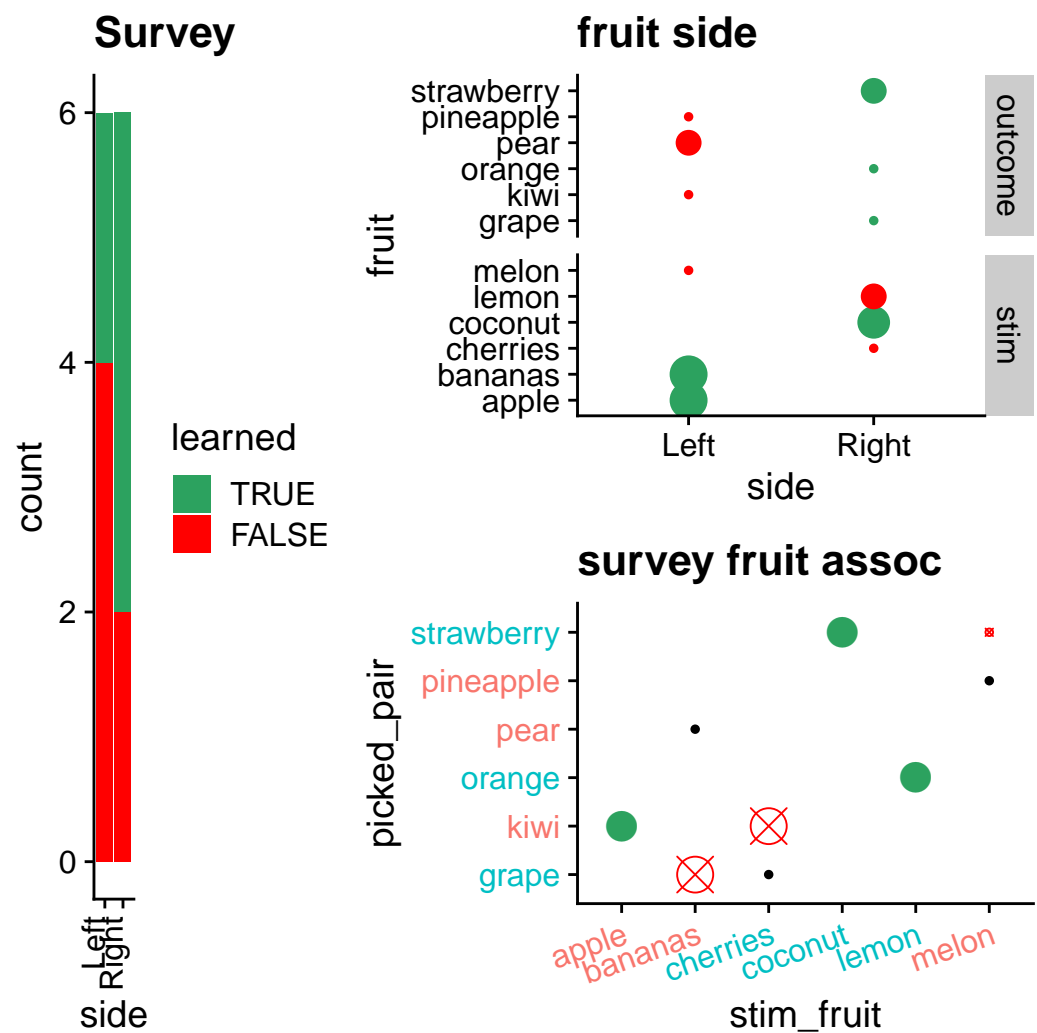 Survey
6
4
2
0
count
Left
Right
side
learned
TRUE
FALSE
fruit side
strawberry
pineapple
pear
orange
kiwi
grape
outcome
melon
lemon
coconut
cherries
bananas
apple
stim
fruit
Left
Right
side
survey fruit assoc
strawberry
pineapple
pear
orange
kiwi
grape
picked_pair
apple
bananas
cherries
coconut
lemon
melon
stim_fruit